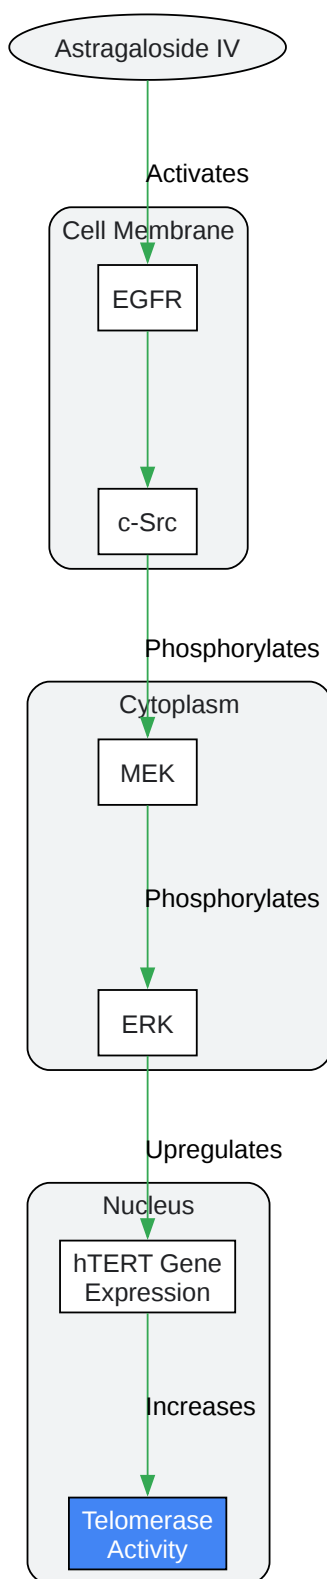 Astragaloside IV
Activates
Cell Membrane
EGFR
c-Src
Phosphorylates
Cytoplasm
MEK
Phosphorylates
ERK
Upregulates
Nucleus
hTERT Gene
Expression
Increases
Telomerase
Activity